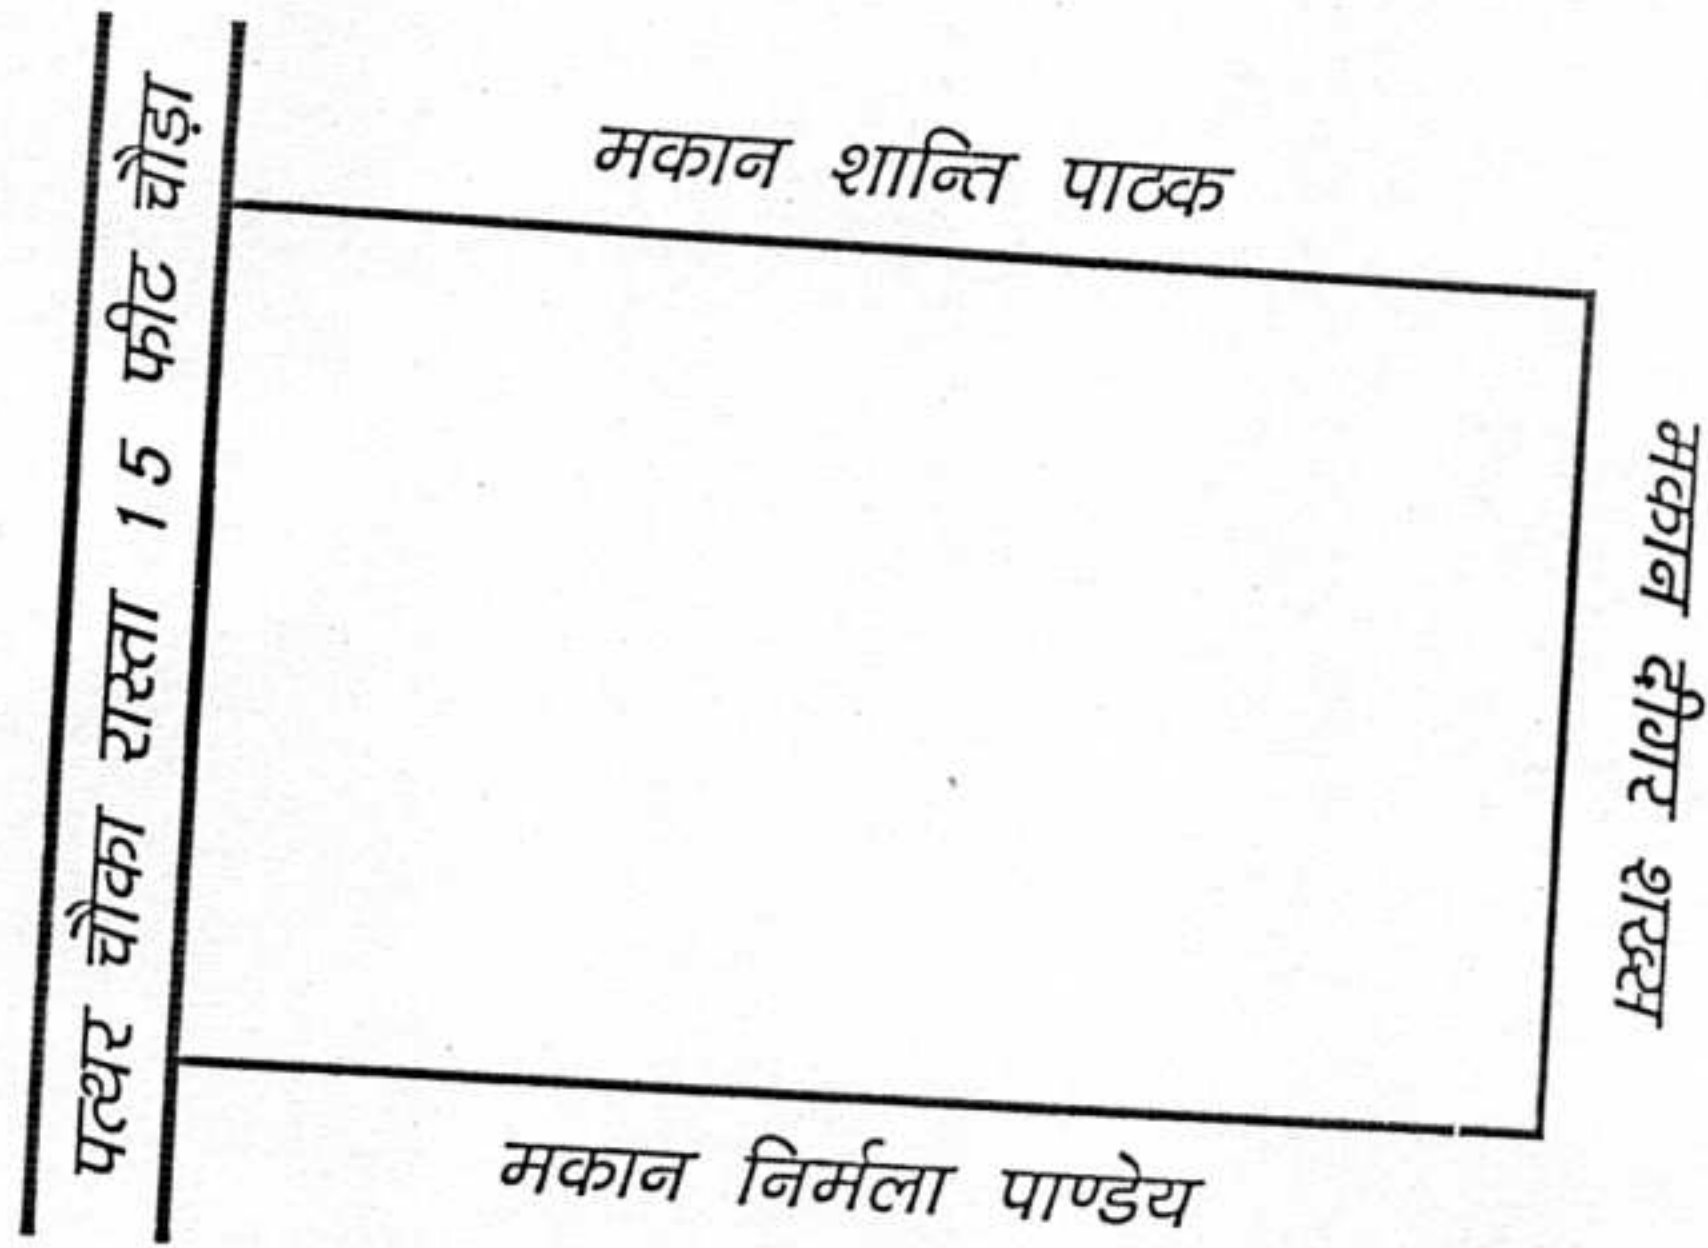 मकान शान्ति पाठक
पत्थर चौका रास्ता 15 फीट चौड़ा
मकान दीगर शख्स
मकान निर्मला पाण्डेय